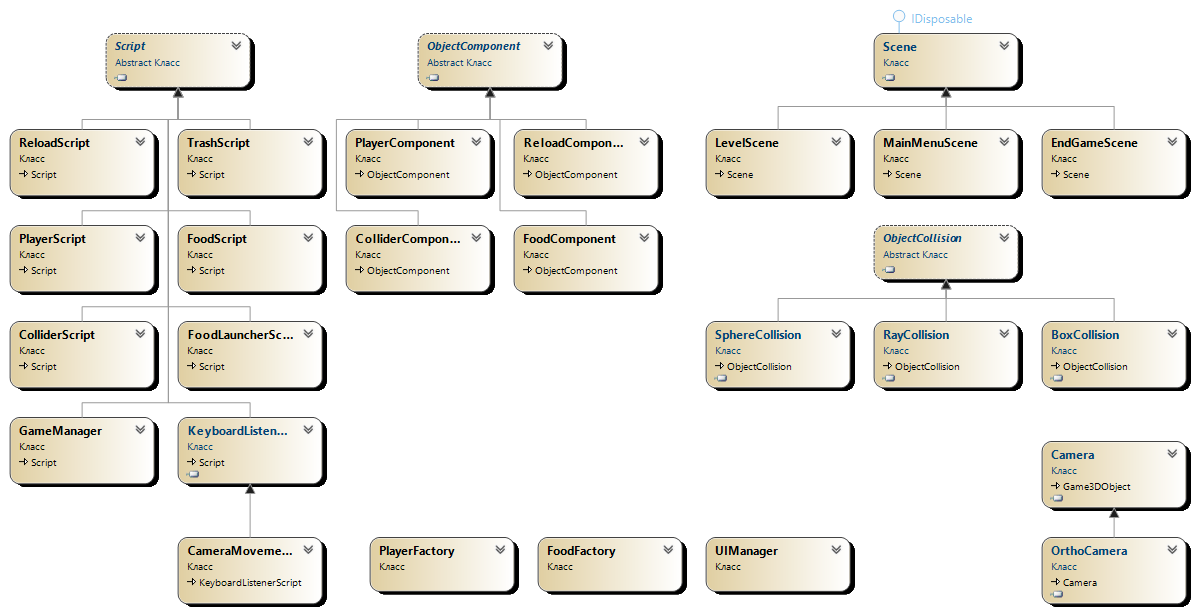 IDisposable
Script
Abstract Класс
ObjectComponent
Abstract Класс
Scene
Класс
ReloadScript
Класс
Script
TrashScript
Класс
Script
PlayerComponent
Класс
ObjectComponent
ReloadCompon...
Класс
ObjectComponent
LevelScene
Класс
Scene
MainMenuScene
Класс
Scene
EndGameScene
Класс
Scene
PlayerScript
Класс
Script
FoodScript
Класс
Script
ColliderCompon...
Класс
ObjectComponent
FoodComponent
Класс
ObjectComponent
ObjectCollision
Abstract Класс
ColliderScript
Класс
Script
FoodLauncherSc...
Класс
Script
SphereCollision
Класс
ObjectCollision
RayCollision
Класс
ObjectCollision
BoxCollision
Класс
ObjectCollision
GameManager
Класс
Script
KeyboardListen...
Класс
Script
Camera
Класс
Game3DObject
CameraMoveme...
Класс
KeyboardListenerScript
PlayerFactory
Класс
FoodFactory
Класс
UIManager
Класс
OrthoCamera
Класс
Camera